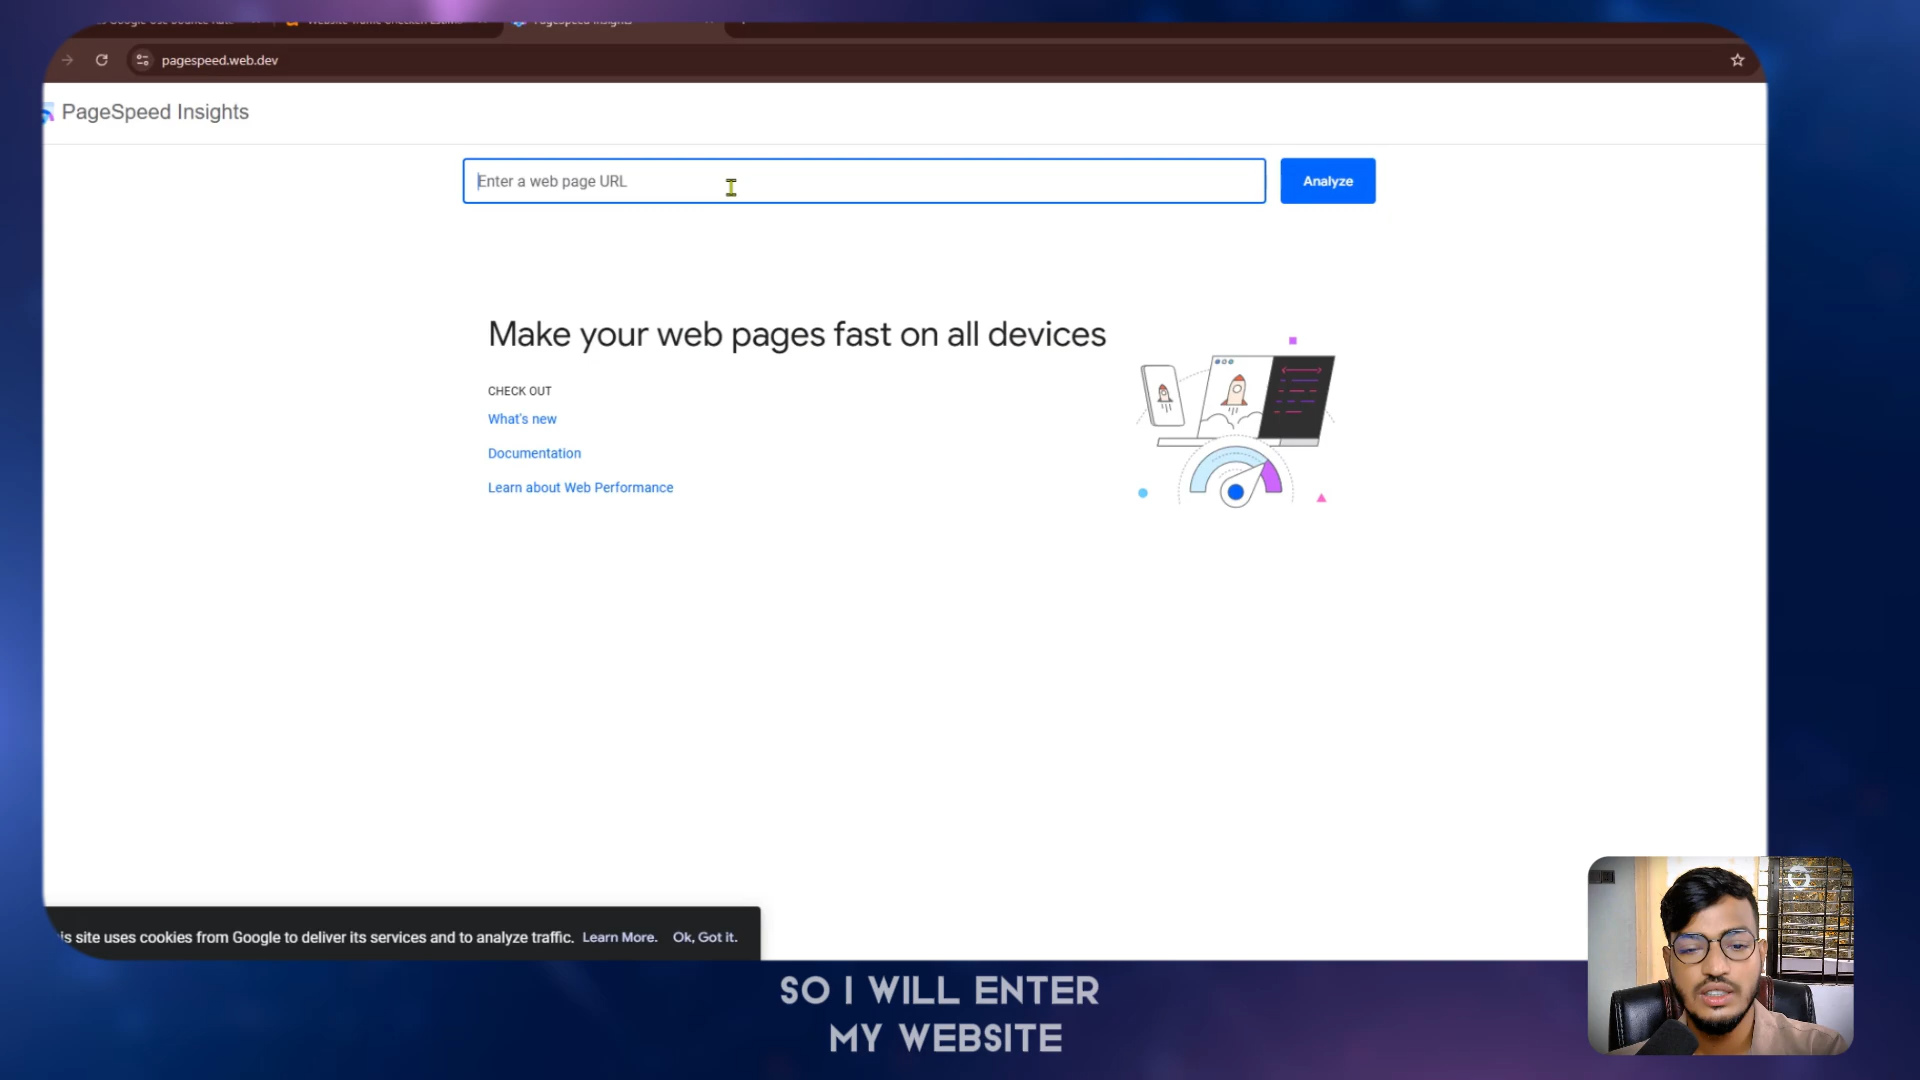 pagespeed.web.dev
PageSpeed Insights
Enter a web page URL
Analyze
Make your web pages fast on all devices
CHECK OUT
What's new
Documentation
Learn about Web Performance
site uses cookies from Google to deliver its services and to analyze traffic. Learn More. Ok, Got it.
SO I WILL ENTER
MY WEBSITE